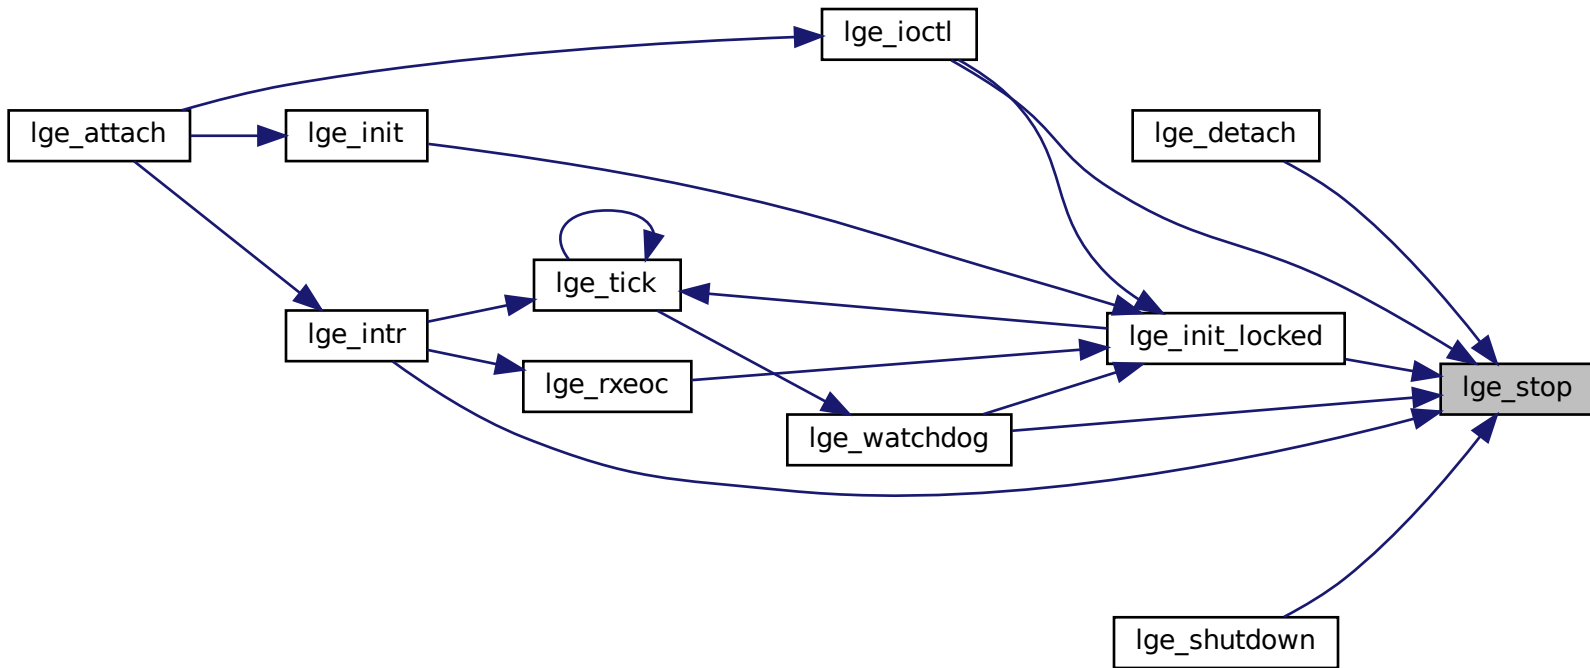 lge_ioctl
lge_attach
lge_init
lge_detach
lge_tick
lge_intr
lge_init_locked
lge_rxeoc
lge_stop
lge_watchdog
lge_shutdown